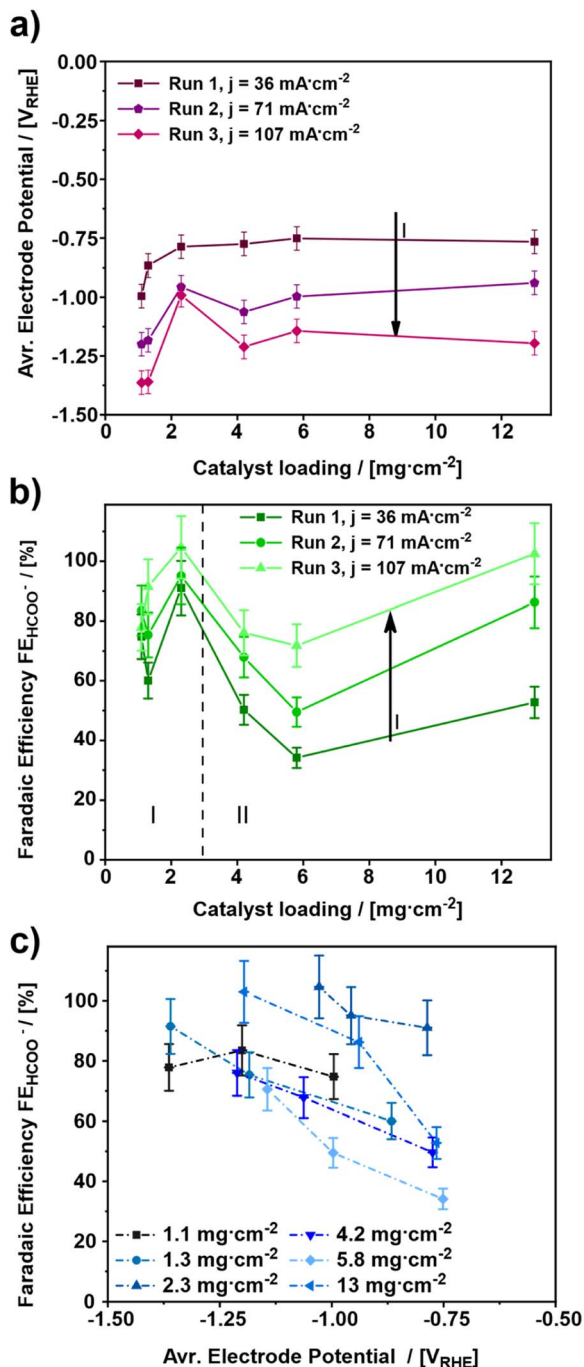 a)
0.00
-0.25
-0.50
-0.75
-1.00
-1.25
-1.50
Avr. Electrode Potential / [V_RHE]
Run 1, j = 36 mA·cm⁻²
Run 2, j = 71 mA·cm⁻²
Run 3, j = 107 mA·cm⁻²
I
0 2 4 6 8 10 12
Catalyst loading / [mg·cm⁻²]
b)
100
80
60
40
20
0
Faradaic Efficiency FE_HCOO⁻ / [%]
Run 1, j = 36 mA·cm⁻²
Run 2, j = 71 mA·cm⁻²
Run 3, j = 107 mA·cm⁻²
I
I II
0 2 4 6 8 10 12
Catalyst loading / [mg·cm⁻²]
c)
100
80
60
40
20
0
Faradaic Efficiency FE_HCOO⁻ / [%]
1.1 mg·cm⁻² 4.2 mg·cm⁻²
1.3 mg·cm⁻² 5.8 mg·cm⁻²
2.3 mg·cm⁻² 13 mg·cm⁻²
-1.50 -1.25 -1.00 -0.75 -0.50
Avr. Electrode Potential / [V_RHE]